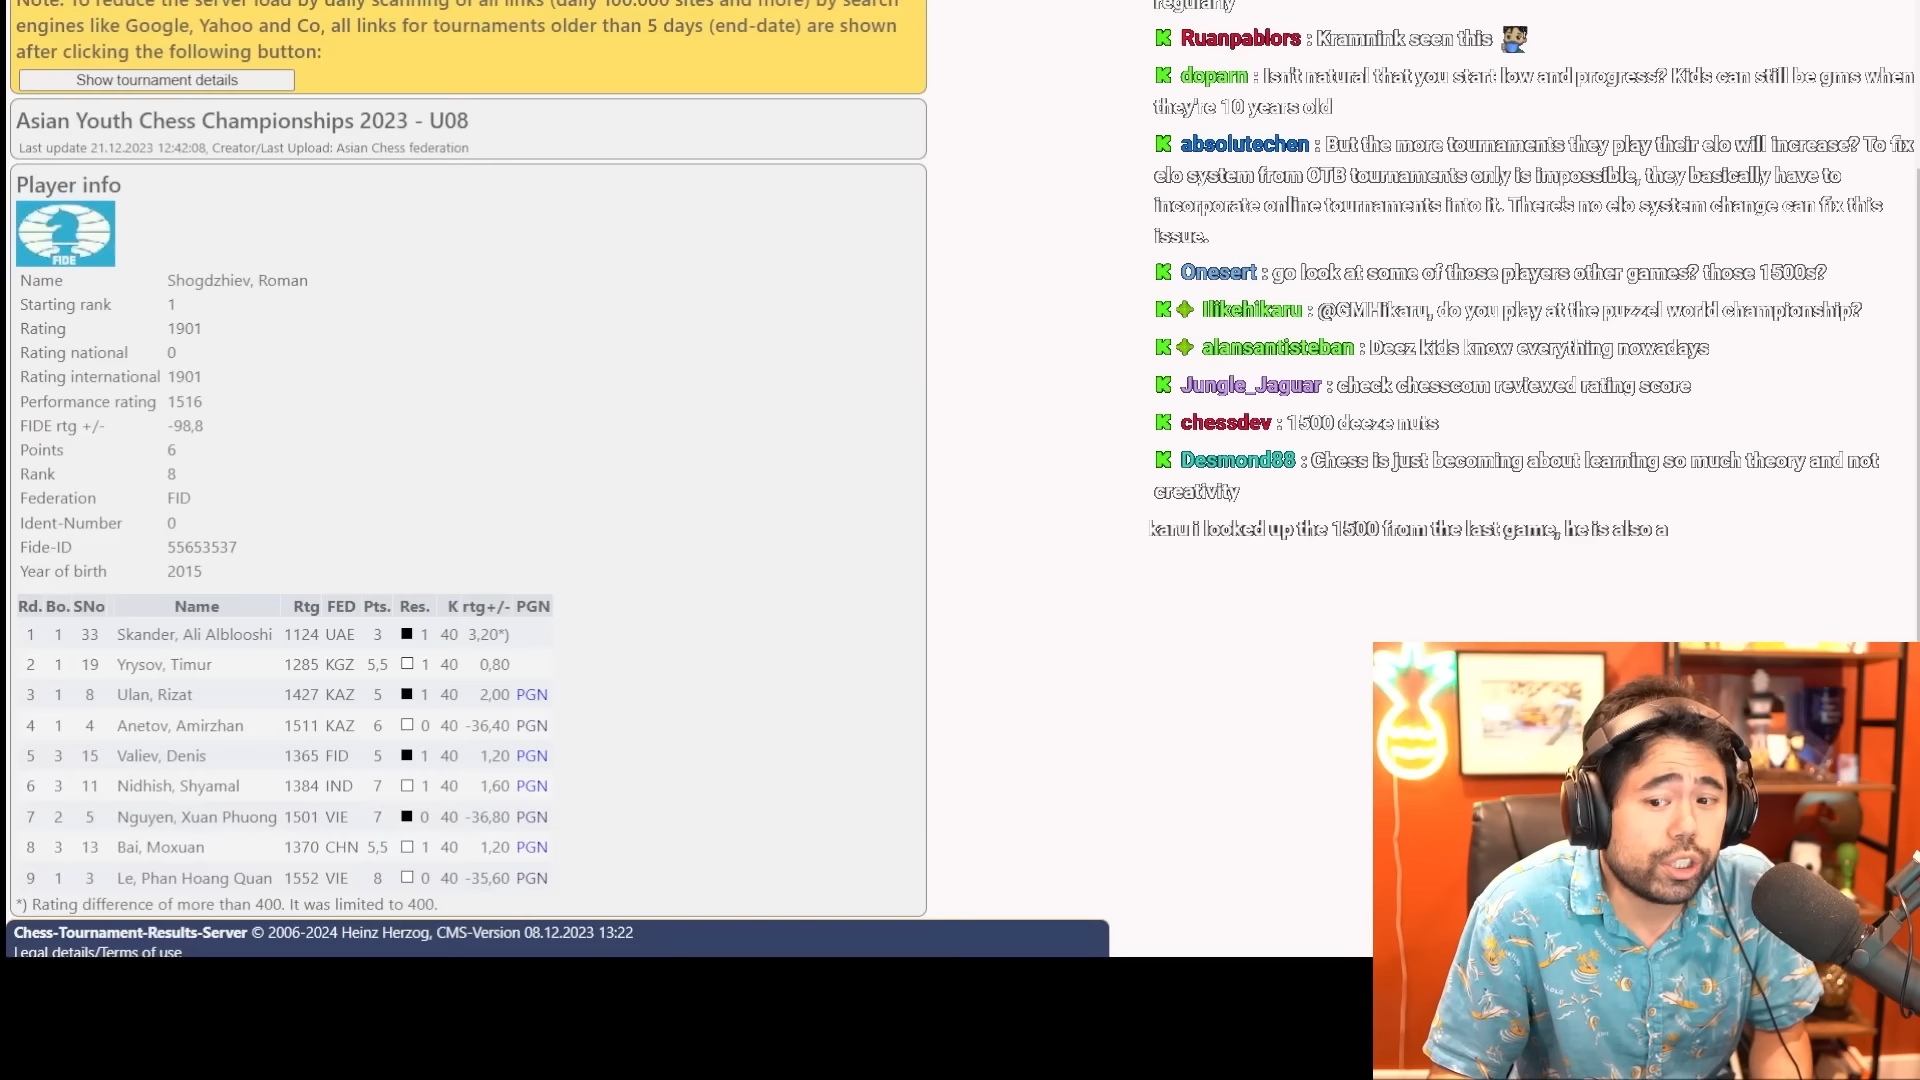 Note: To reduce the server load by daily scanning of all links (daily 100.000 sites and more) by search
engines like Google, Yahoo and Co, all links for tournaments older than 5 days (end-date) are shown
after clicking the following button:
Show tournament details
Asian Youth Chess Championships 2023 - U08
Last update 21.12.2023 12:42:08, Creator/Last Upload: Asian Chess federation
Player info
FIDE
Name Shogdzhiev, Roman
Starting rank 1
Rating 1901
Rating national 0
Rating international 1901
Performance rating 1516
FIDE rtg +/- -98,8
Points 6
Rank 8
Federation FID
Ident-Number 0
Fide-ID 55653537
Year of birth 2015
Rd. Bo. SNo Name Rtg FED Pts. Res. K rtg+/- PGN
1 1 33 Skander, Ali Alblooshi 1124 UAE 3 1 40 3,20*)
2 1 19 Yrysov, Timur 1285 KGZ 5,5 1 40 0,80
3 1 8 Ulan, Rizat 1427 KAZ 5 1 40 2,00 PGN
4 1 4 Anetov, Amirzhan 1511 KAZ 6 0 40 -36,40 PGN
5 3 15 Valiev, Denis 1365 FID 5 1 40 1,20 PGN
6 3 11 Nidhish, Shyamal 1384 IND 7 1 40 1,60 PGN
7 2 5 Nguyen, Xuan Phuong 1501 VIE 7 0 40 -36,80 PGN
8 3 13 Bai, Moxuan 1370 CHN 5,5 1 40 1,20 PGN
9 1 3 Le, Phan Hoang Quan 1552 VIE 8 0 40 -35,60 PGN
*) Rating difference of more than 400. It was limited to 400.
Chess-Tournament-Results-Server © 2006-2024 Heinz Herzog, CMS-Version 08.12.2023 13:22
Legal details/Terms of use
regularly
K Ruanpablors : Kramnink seen this
K doparn : Isn't natural that you start low and progress? Kids can still be gms when
they're 10 years old
K absolutechen : But the more tournaments they play their elo will increase? To fix
elo system from OTB tournaments only is impossible, they basically have to
incorporate online tournaments into it. There's no elo system change can fix this
issue.
K Onesert : go look at some of those players other games? those 1500s?
K Ilikehikaru : @GMHikaru, do you play at the puzzel world championship?
K alansantisteban : Deez kids know everything nowadays
K Jungle_Jaguar : check chesscom reviewed rating score
K chessdev : 1500 deeze nuts
K Desmond88 : Chess is just becoming about learning so much theory and not
creativity
karu i looked up the 1500 from the last game, he is also a